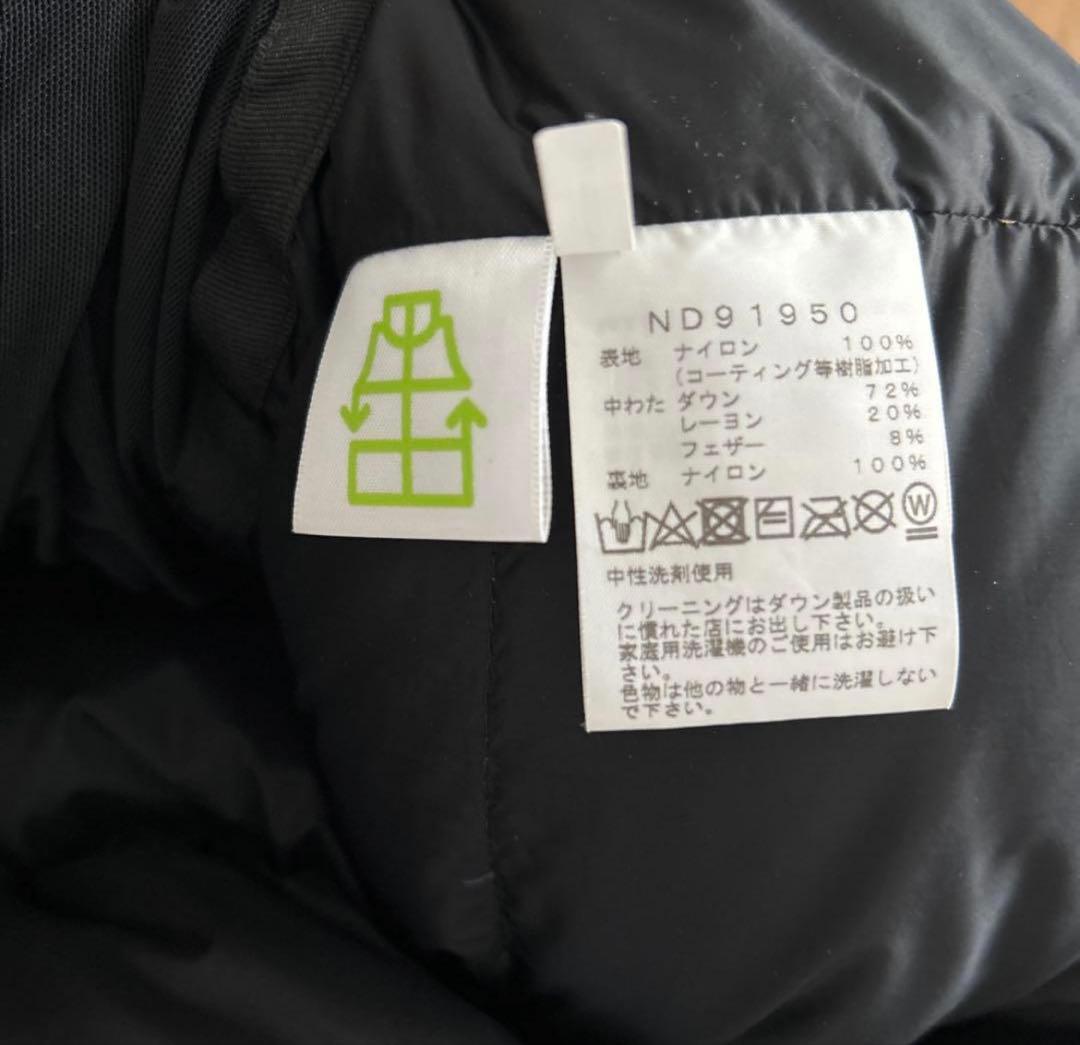 ND91950
表地 ナイロン 100%
(コーティング等樹脂加工)
中わた ダウン 72%
レーヨン 20%
フェザー 8%
裏地 ナイロン 100%
W
中性洗剤使用
クリーニングはダウン製品の扱い
に慣れた店にお出し下さい。
家庭用洗濯機のご使用はお避け下
さい。
色物は他の物と一緒に洗濯しない
で下さい。